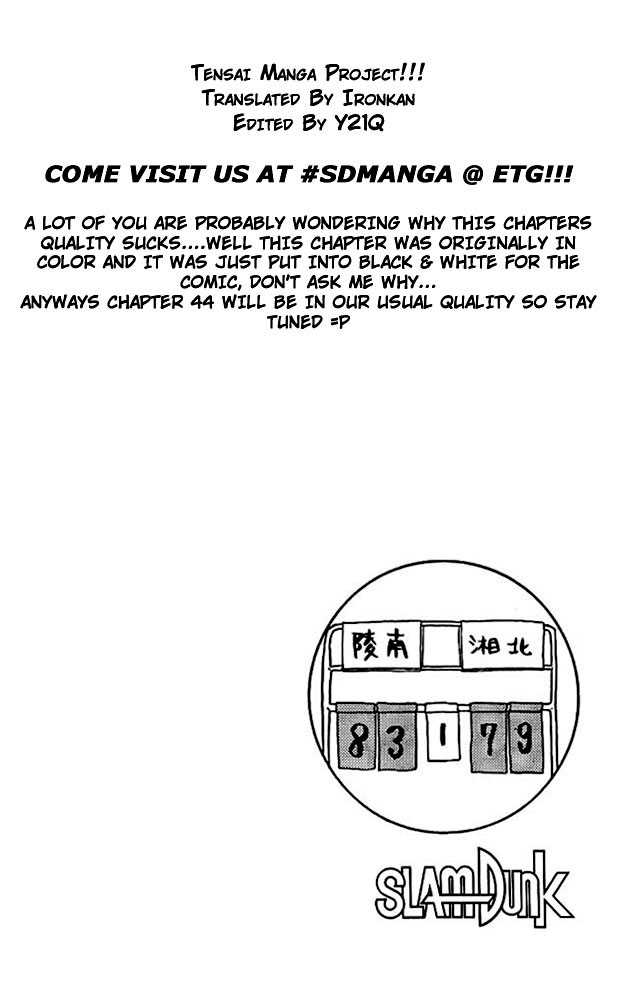 Tensai Manga Project!!!
Translated By Ironkan
Edited By Y21Q
COME VISIT US AT #SDMANGA @ ETG!!!
A LOT OF YOU ARE PROBABLY WONDERING WHY THIS CHAPTERS
QUALITY SUCKS....WELL THIS CHAPTER WAS ORIGINALLY IN
COLOR AND IT WAS JUST PUT INTO BLACK & WHITE FOR THE
COMIC, DON'T ASK ME WHY...
ANYWAYS CHAPTER 44 WILL BE IN OUR USUAL QUALITY SO STAY
TUNED =P
陵南 湘北
83 1 79
SLAM DUNK